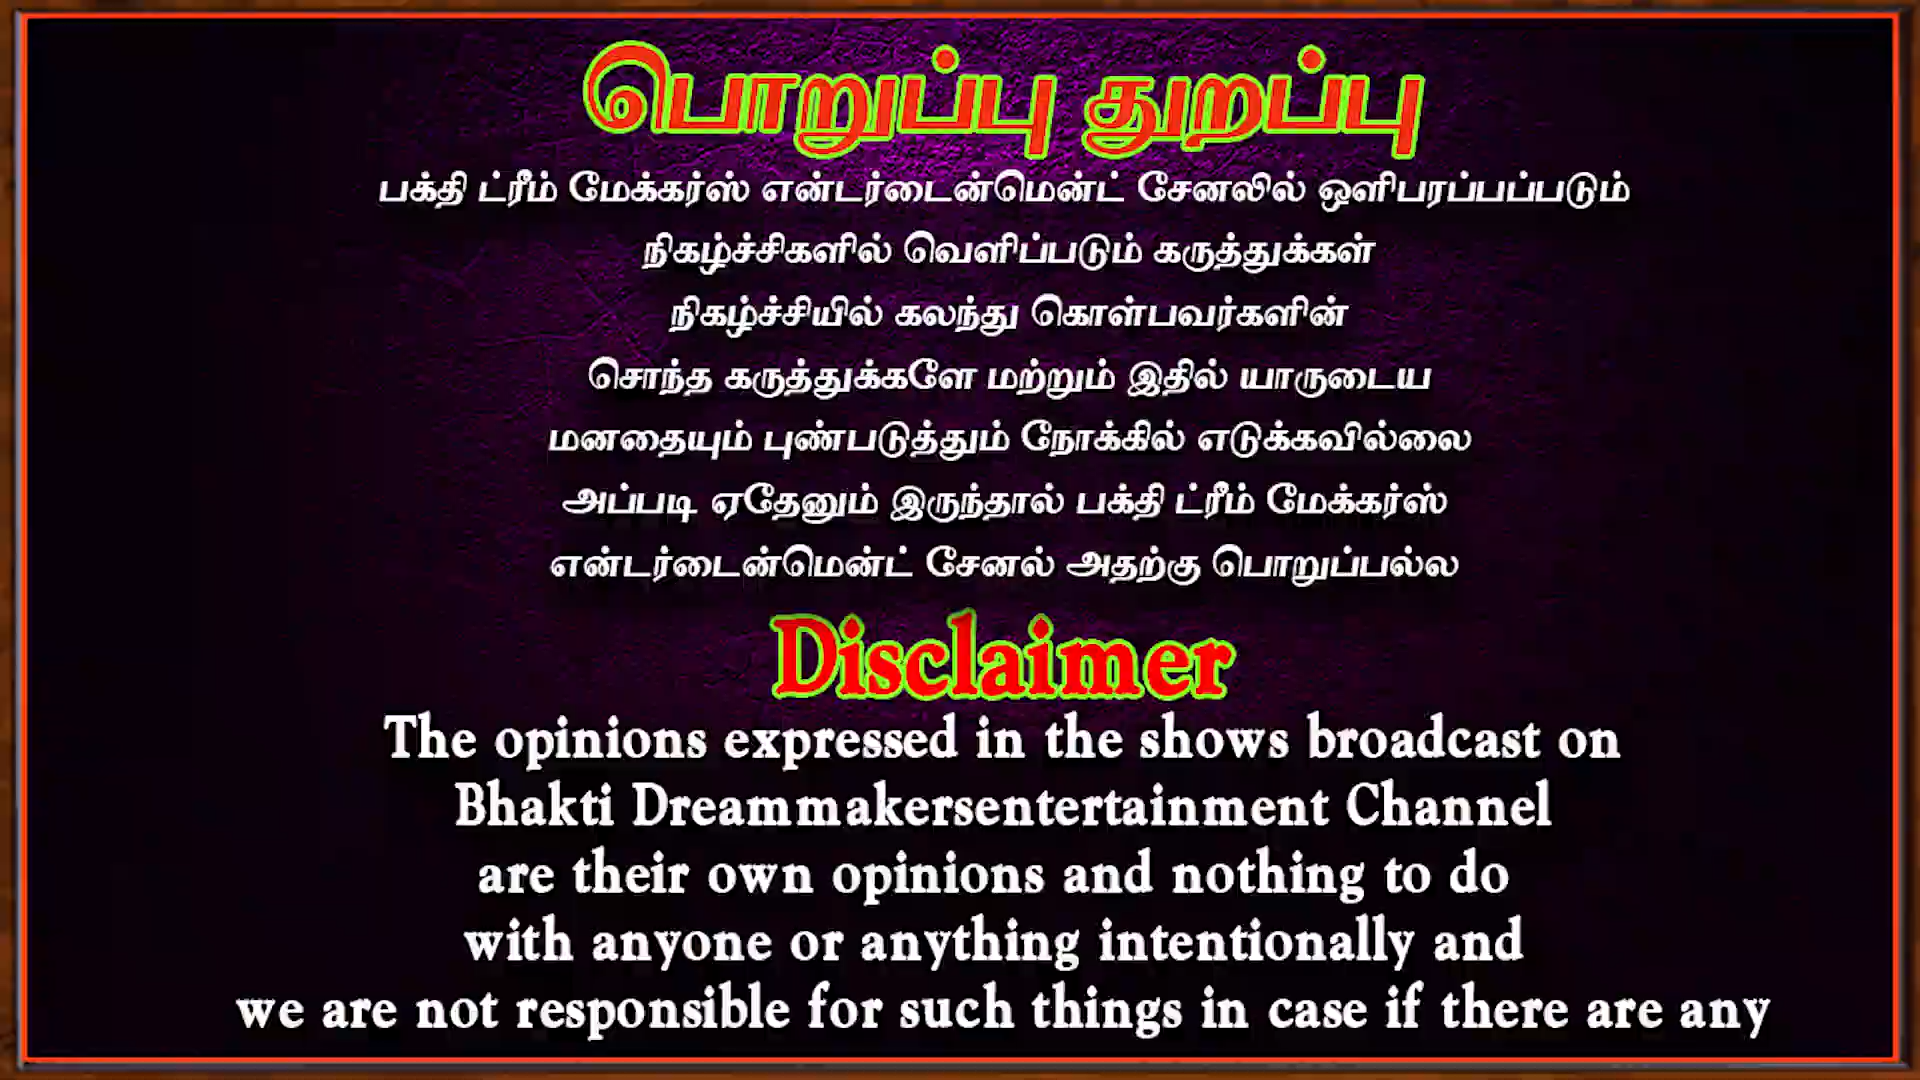 பொறுப்பு துறப்பு
பக்தி ட்ரீம் மேக்கர்ஸ் என்டர்டைன்மென்ட் சேனலில் ஒளிபரப்பப்படும்
நிகழ்ச்சிகளில் வெளிப்படும் கருத்துக்கள்
நிகழ்ச்சியில் கலந்து கொள்பவர்களின்
சொந்த கருத்துக்களே மற்றும் இதில் யாருடைய
மனதையும் புண்படுத்தும் நோக்கில் எடுக்கவில்லை
அப்படி ஏதேனும் இருந்தால் பக்தி ட்ரீம் மேக்கர்ஸ்
என்டர்டைன்மென்ட் சேனல் அதற்கு பொறுப்பல்ல
Disclaimer
The opinions expressed in the shows broadcast on
Bhakti Dreammakersentertainment Channel
are their own opinions and nothing to do
with anyone or anything intentionally and
we are not responsible for such things in case if there are any